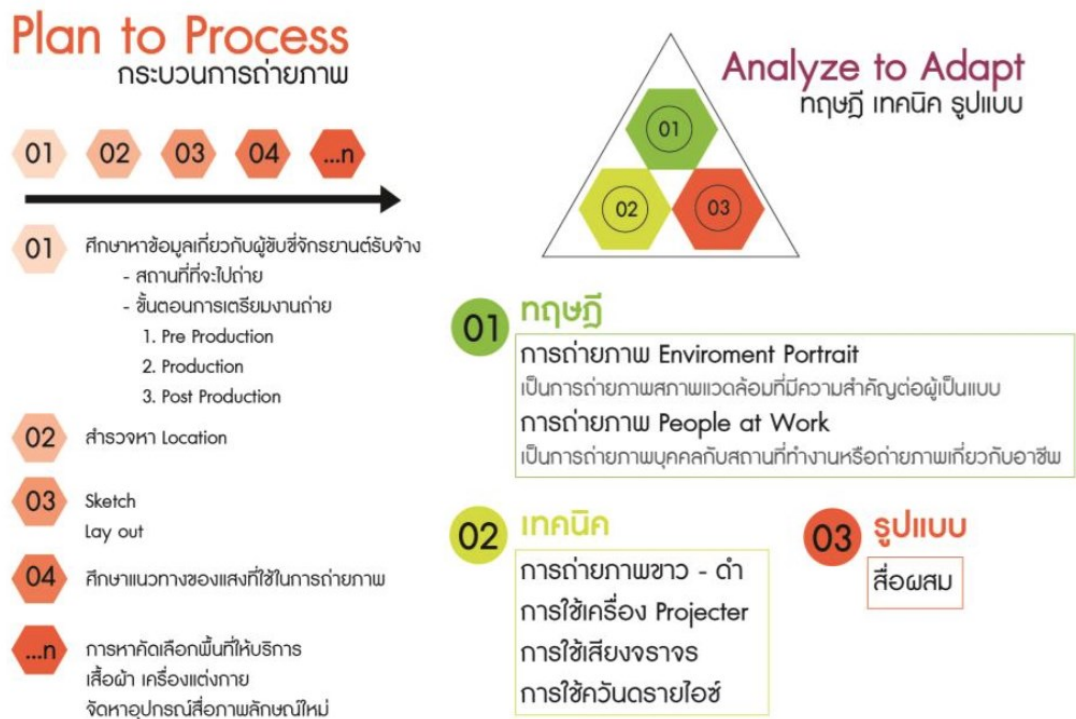 Plan to Process
กระบวนการถ่ายภาพ
01 02 03 04 ...n
01 ศึกษาหาข้อมูลเกี่ยวกับผู้ขับขี่จักรยานต์รับจ้าง
- สถานที่ที่จะไปถ่าย
- ขั้นตอนการเตรียมงานถ่าย
1. Pre Production
2. Production
3. Post Production
02 สำรวจหา Location
03 Sketch
Lay out
04 ศึกษาแนวทางของแสงที่ใช้ในการถ่ายภาพ
...n การหาคัดเลือกพื้นที่ให้บริการ
เสื้อผ้า เครื่องแต่งกาย
จัดหาอุปกรณ์สื่อภาพลักษณ์ใหม่
Analyze to Adapt
ทฤษฎี เทคนิค รูปแบบ
01
02 03
01 ทฤษฎี
การถ่ายภาพ Enviroment Portrait
เป็นการถ่ายภาพสภาพแวดล้อมที่มีความสำคัญต่อผู้เป็นแบบ
การถ่ายภาพ People at Work
เป็นการถ่ายภาพบุคคลกับสถานที่ทำงานหรือถ่ายภาพเกี่ยวกับอาชีพ
02 เทคนิค
การถ่ายภาพขาว - ดำ
การใช้เครื่อง Projecter
การใช้เสียงจราจร
การใช้ควันดรายไอซ์
03 รูปแบบ
สื่อผสม